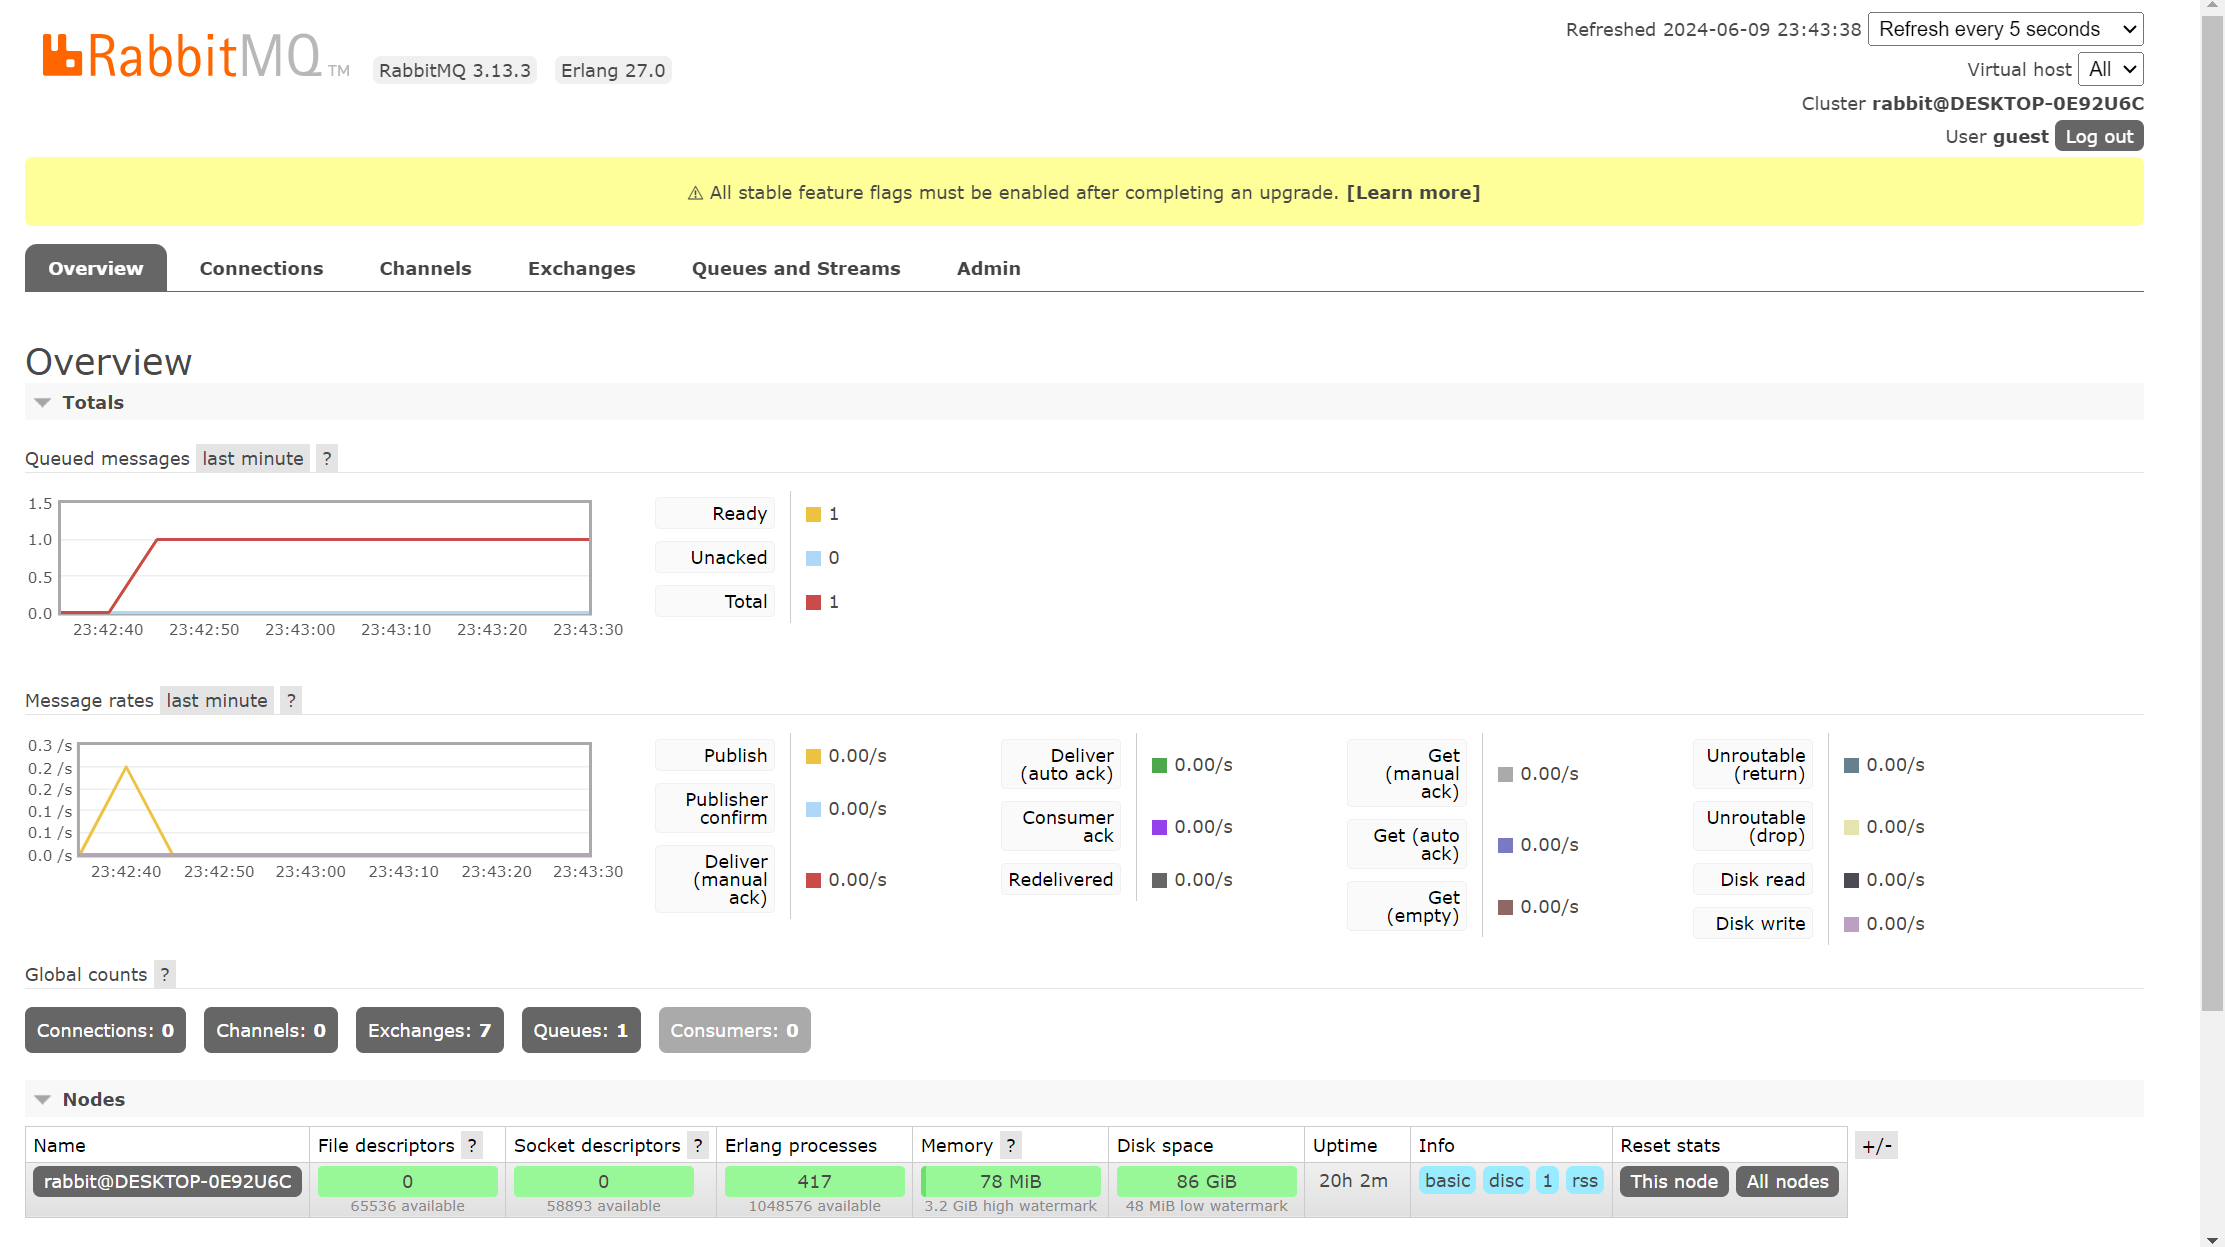 RabbitMQ TM RabbitMQ 3.13.3 Erlang 27.0
Refreshed 2024-06-09 23:43:38 Refresh every 5 seconds
Virtual host All
Cluster rabbit@DESKTOP-0E92U6C
User guest Log out
⚠ All stable feature flags must be enabled after completing an upgrade. [Learn more]
Overview Connections Channels Exchanges Queues and Streams Admin
Overview
Totals
Queued messages last minute ?
1.5
1.0
0.5
0.0
23:42:40 23:42:50 23:43:00 23:43:10 23:43:20 23:43:30
Ready 1
Unacked 0
Total 1
Message rates last minute ?
0.3 /s
0.2 /s
0.2 /s
0.1 /s
0.1 /s
0.0 /s
23:42:40 23:42:50 23:43:00 23:43:10 23:43:20 23:43:30
Publish 0.00/s
Publisher
confirm 0.00/s
Deliver
(manual
ack) 0.00/s
Deliver
(auto ack) 0.00/s
Consumer
ack 0.00/s
Redelivered 0.00/s
Get
(manual
ack) 0.00/s
Get (auto
ack) 0.00/s
Get
(empty) 0.00/s
Unroutable
(return) 0.00/s
Unroutable
(drop) 0.00/s
Disk read 0.00/s
Disk write 0.00/s
Global counts ?
Connections: 0 Channels: 0 Exchanges: 7 Queues: 1 Consumers: 0
Nodes
Name File descriptors ? Socket descriptors ? Erlang processes Memory ? Disk space Uptime Info Reset stats +/-
rabbit@DESKTOP-0E92U6C 0 0 417 78 MiB 86 GiB 20h 2m basic disc 1 rss This node All nodes
65536 available 58893 available 1048576 available 3.2 GiB high watermark 48 MiB low watermark